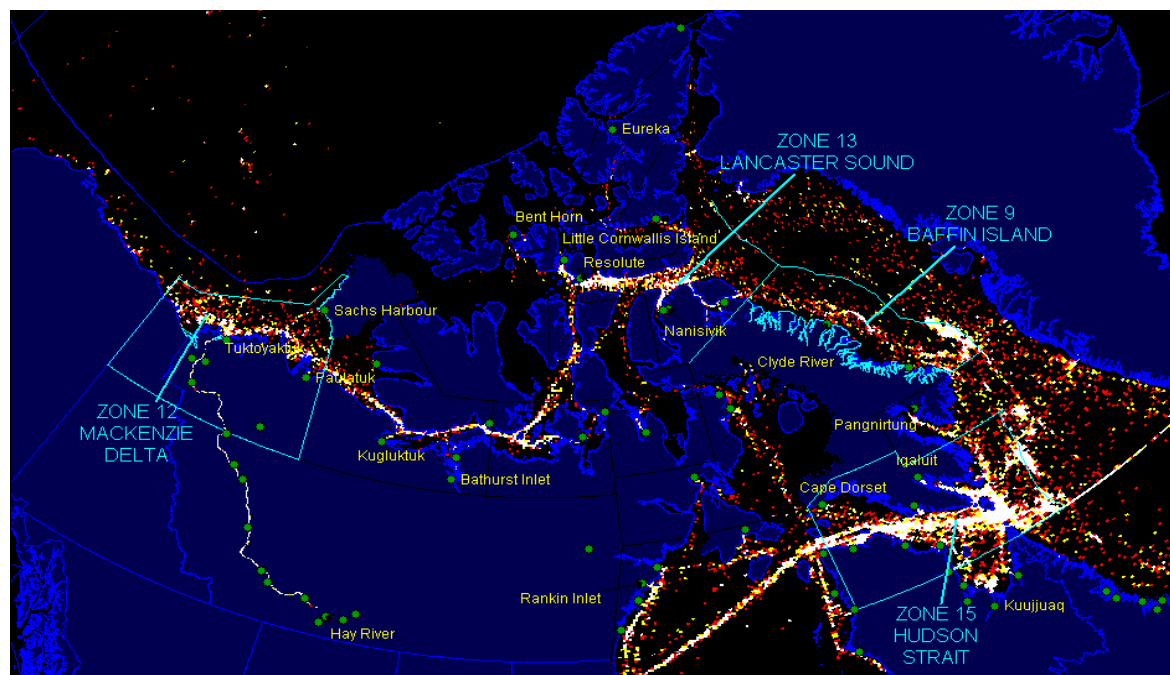 Eureka
ZONE 13
LANCASTER SOUND
Bent Horn
ZONE 9
BAFFIN ISLAND
Little Cornwallis Island
Resolute
Sachs Harbour
Nanisivik
Tuktoyaktuk
Clyde River
Paulatuk
ZONE 12
MACKENZIE
DELTA
Pangnirtung
Kugluktuk
Iqaluit
Bathurst Inlet
Cape Dorset
Rankin Inlet
Kuujjuaq
ZONE 15
HUDSON
STRAIT
Hay River